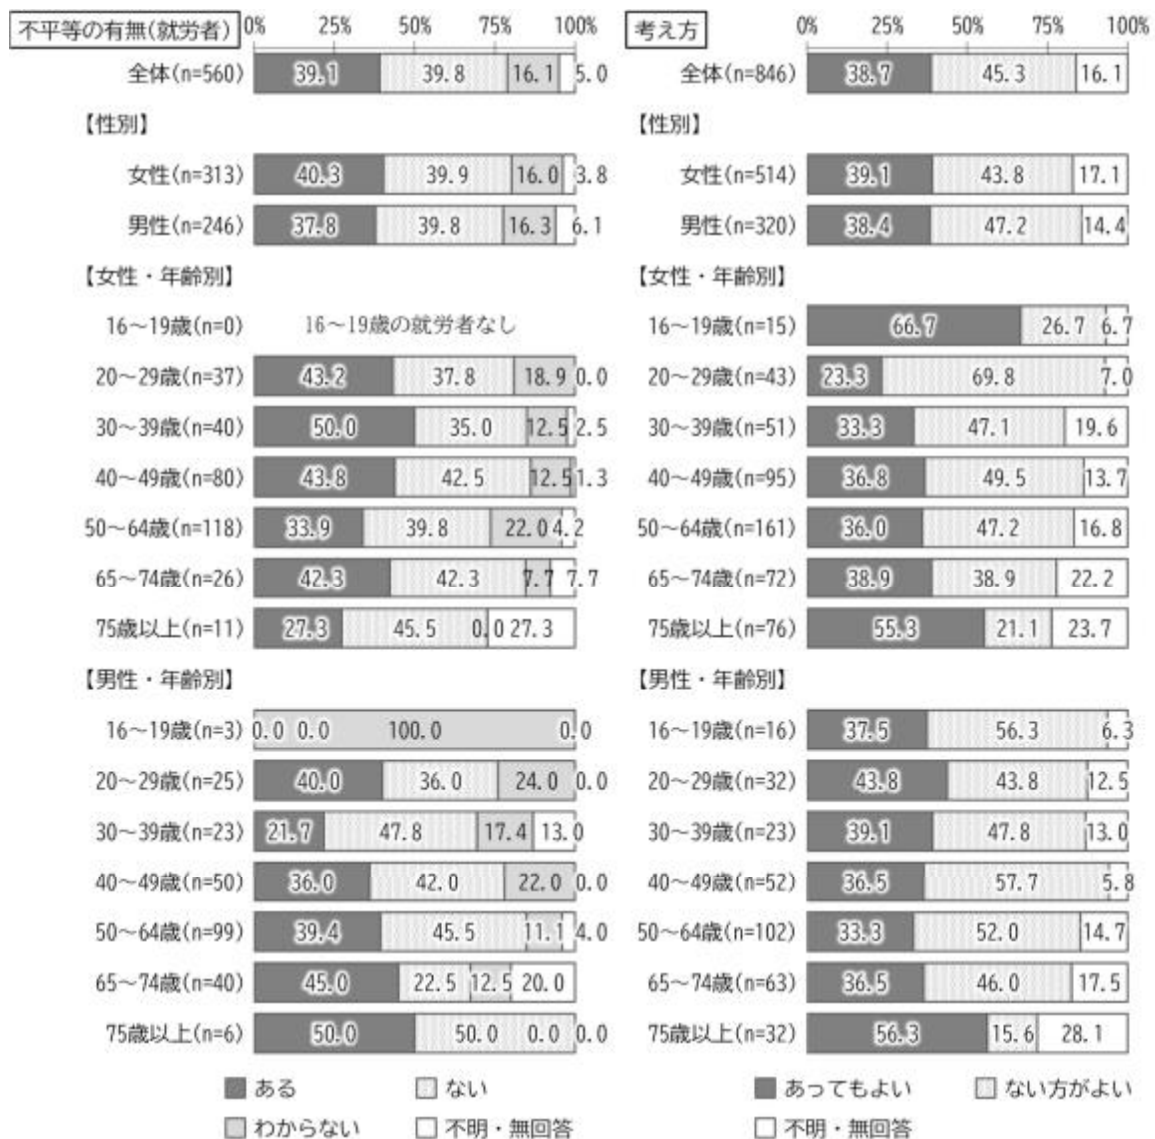 不平等の有無(就労者) 0% 25% 50% 75% 100%
全体(n=560) 39.1 39.8 16.1 5.0
【性別】
女性(n=313) 40.3 39.9 16.0 3.8
男性(n=246) 37.8 39.8 16.3 6.1
【女性・年齢別】
16～19歳(n=0) 16～19歳の就労者なし
20～29歳(n=37) 43.2 37.8 18.9 0.0
30～39歳(n=40) 50.0 35.0 12.5 2.5
40～49歳(n=80) 43.8 42.5 12.5 1.3
50～64歳(n=118) 33.9 39.8 22.0 4.2
65～74歳(n=26) 42.3 42.3 7.7 7.7
75歳以上(n=11) 27.3 45.5 0.0 27.3
【男性・年齢別】
16～19歳(n=3) 0.0 0.0 100.0 0.0
20～29歳(n=25) 40.0 36.0 24.0 0.0
30～39歳(n=23) 21.7 47.8 17.4 13.0
40～49歳(n=50) 36.0 42.0 22.0 0.0
50～64歳(n=99) 39.4 45.5 11.1 4.0
65～74歳(n=40) 45.0 22.5 12.5 20.0
75歳以上(n=6) 50.0 50.0 0.0 0.0
ある ない
わからない 不明・無回答
考え方 0% 25% 50% 75% 100%
全体(n=846) 38.7 45.3 16.1
【性別】
女性(n=514) 39.1 43.8 17.1
男性(n=320) 38.4 47.2 14.4
【女性・年齢別】
16～19歳(n=15) 66.7 26.7 6.7
20～29歳(n=43) 23.3 69.8 7.0
30～39歳(n=51) 33.3 47.1 19.6
40～49歳(n=95) 36.8 49.5 13.7
50～64歳(n=161) 36.0 47.2 16.8
65～74歳(n=72) 38.9 38.9 22.2
75歳以上(n=76) 55.3 21.1 23.7
【男性・年齢別】
16～19歳(n=16) 37.5 56.3 6.3
20～29歳(n=32) 43.8 43.8 12.5
30～39歳(n=23) 39.1 47.8 13.0
40～49歳(n=52) 36.5 57.7 5.8
50～64歳(n=102) 33.3 52.0 14.7
65～74歳(n=63) 36.5 46.0 17.5
75歳以上(n=32) 56.3 15.6 28.1
あってもよい ない方がよい
不明・無回答